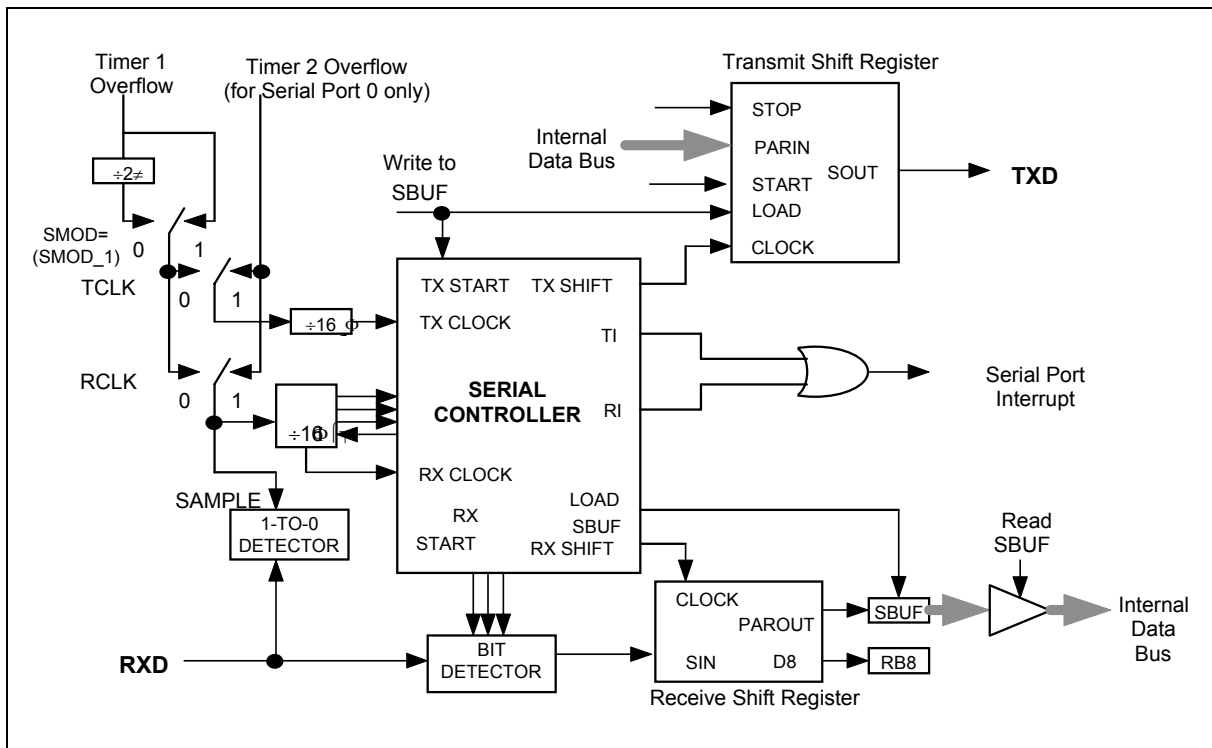 Timer 1
Overflow
Timer 2 Overflow
(for Serial Port 0 only)
Transmit Shift Register
STOP
PARIN
START
LOAD
CLOCK
SOUT
TXD
Internal
Data Bus
Write to
SBUF
÷2≠
SMOD=
(SMOD_1)
0
1
TCLK
0
1
RCLK
0
1
÷16
÷16
SAMPLE
1-TO-0
DETECTOR
TX START
TX SHIFT
TX CLOCK
TI
SERIAL
CONTROLLER
RI
RX CLOCK
LOAD
SBUF
RX
START
RX SHIFT
Serial Port
Interrupt
Read
SBUF
CLOCK
PAROUT
SIN
D8
Receive Shift Register
SBUF
RB8
Internal
Data
Bus
RXD
BIT
DETECTOR